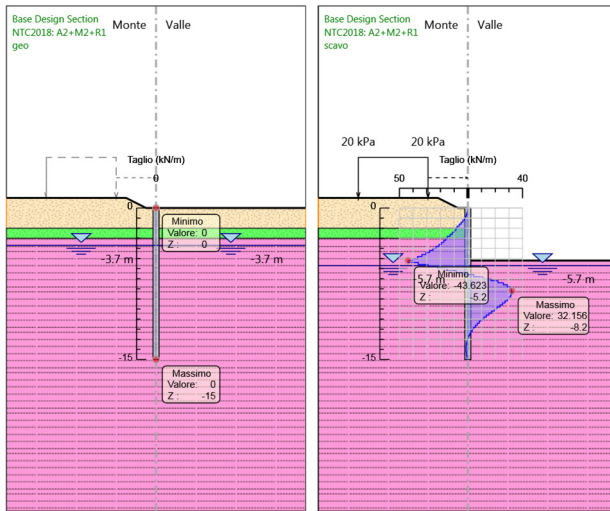 Base Design Section
NTC2018: A2+M2+R1
geo
Monte
Valle
Taglio (kN/m)
0
0
Minimo
Valore: 0
Z : 0
-3.7 m
-3.7 m
-15
Massimo
Valore: 0
Z : -15
Base Design Section
NTC2018: A2+M2+R1
scavo
Monte
Valle
20 kPa
20 kPa
Taglio (kN/m)
50
40
0
5.7 m
-5.7 m
Minimo
Valore: -43.623
Z : -5.2
Massimo
Valore: 32.156
Z : -8.2
-15